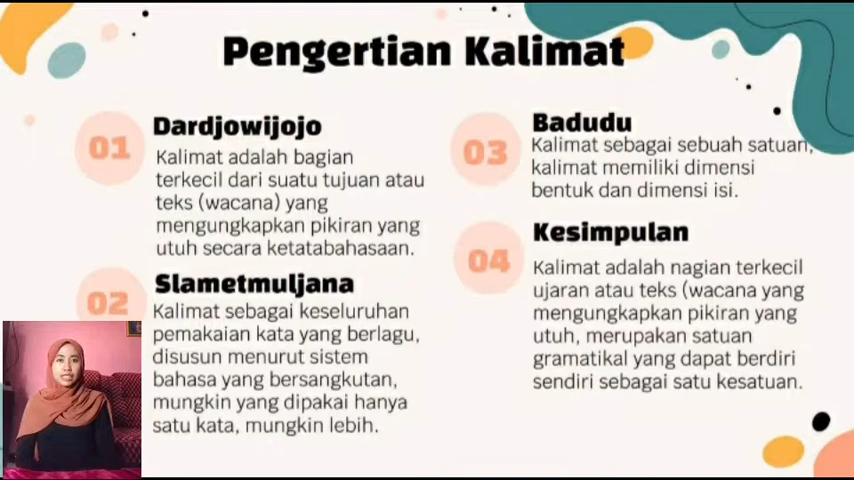 Pengertian Kalimat
01
Dardjowijojo
Kalimat adalah bagian
terkecil dari suatu tujuan atau
teks (wacana) yang
mengungkapkan pikiran yang
utuh secara ketatabahasaan.
02
Slametmuljana
Kalimat sebagai keseluruhan
pemakaian kata yang berlagu,
disusun menurut sistem
bahasa yang bersangkutan,
mungkin yang dipakai hanya
satu kata, mungkin lebih.
03
Badudu
Kalimat sebagai sebuah satuan,
kalimat memiliki dimensi
bentuk dan dimensi isi.
04
Kesimpulan
Kalimat adalah nagian terkecil
ujaran atau teks (wacana yang
mengungkapkan pikiran yang
utuh, merupakan satuan
gramatikal yang dapat berdiri
sendiri sebagai satu kesatuan.